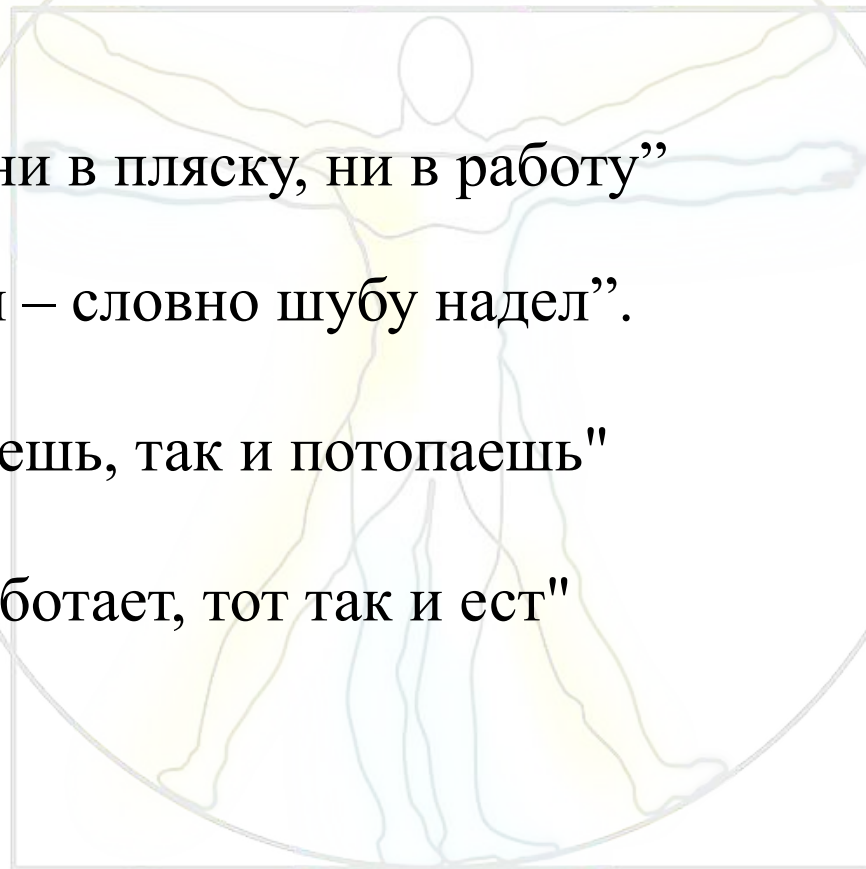 ни в пляску, ни в работу”
– словно шубу надел”.
ешь, так и потопаешь"
ботает, тот так и ест"